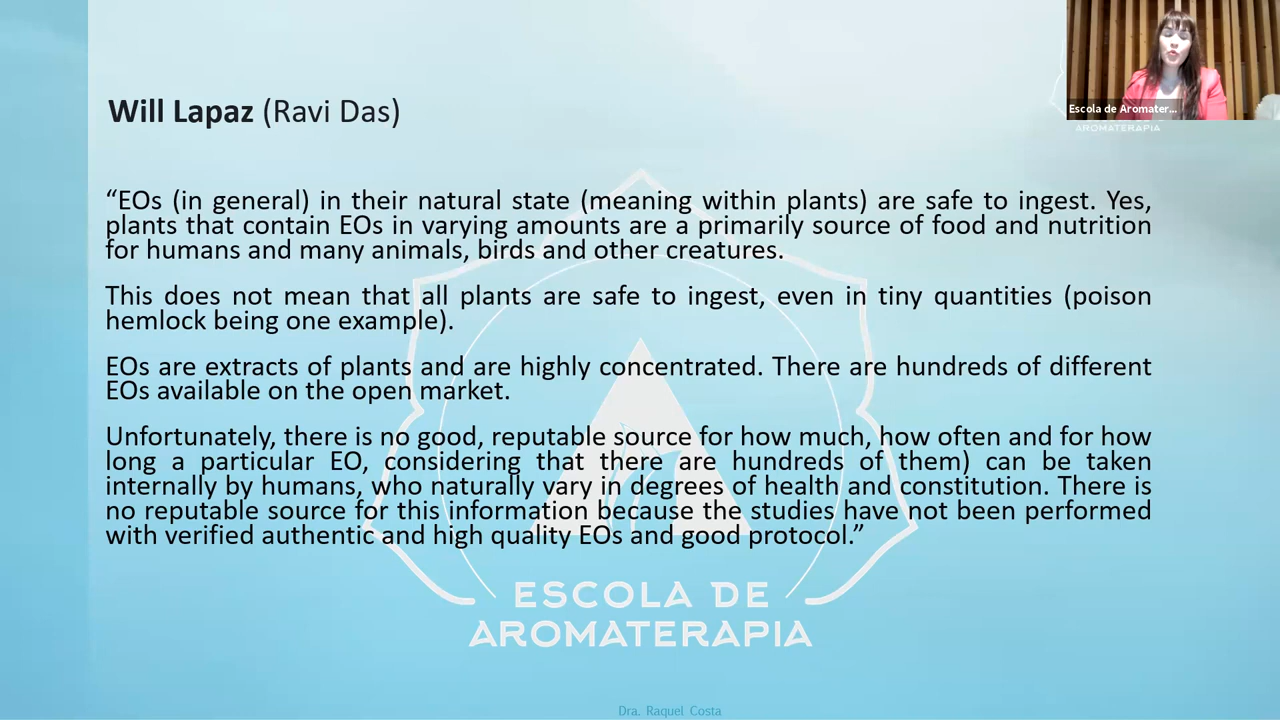 Escola de Aromater...
AROMATERAPIA
Will Lapaz (Ravi Das)
“EOs (in general) in their natural state (meaning within plants) are safe to ingest. Yes,
plants that contain EOs in varying amounts are a primarily source of food and nutrition
for humans and many animals, birds and other creatures.
This does not mean that all plants are safe to ingest, even in tiny quantities (poison
hemlock being one example).
EOs are extracts of plants and are highly concentrated. There are hundreds of different
EOs available on the open market.
Unfortunately, there is no good, reputable source for how much, how often and for how
long a particular EO, considering that there are hundreds of them) can be taken
internally by humans, who naturally vary in degrees of health and constitution. There is
no reputable source for this information because the studies have not been performed
with verified authentic and high quality EOs and good protocol.”
ESCOLA DE
AROMATERAPIA
Dra. Raquel Costa